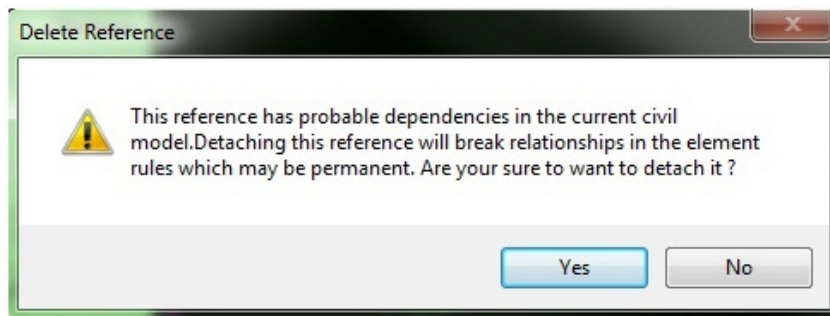 Delete Reference
This reference has probable dependencies in the current civil
model.Detaching this reference will break relationships in the element
rules which may be permanent. Are your sure to want to detach it ?
Yes
No